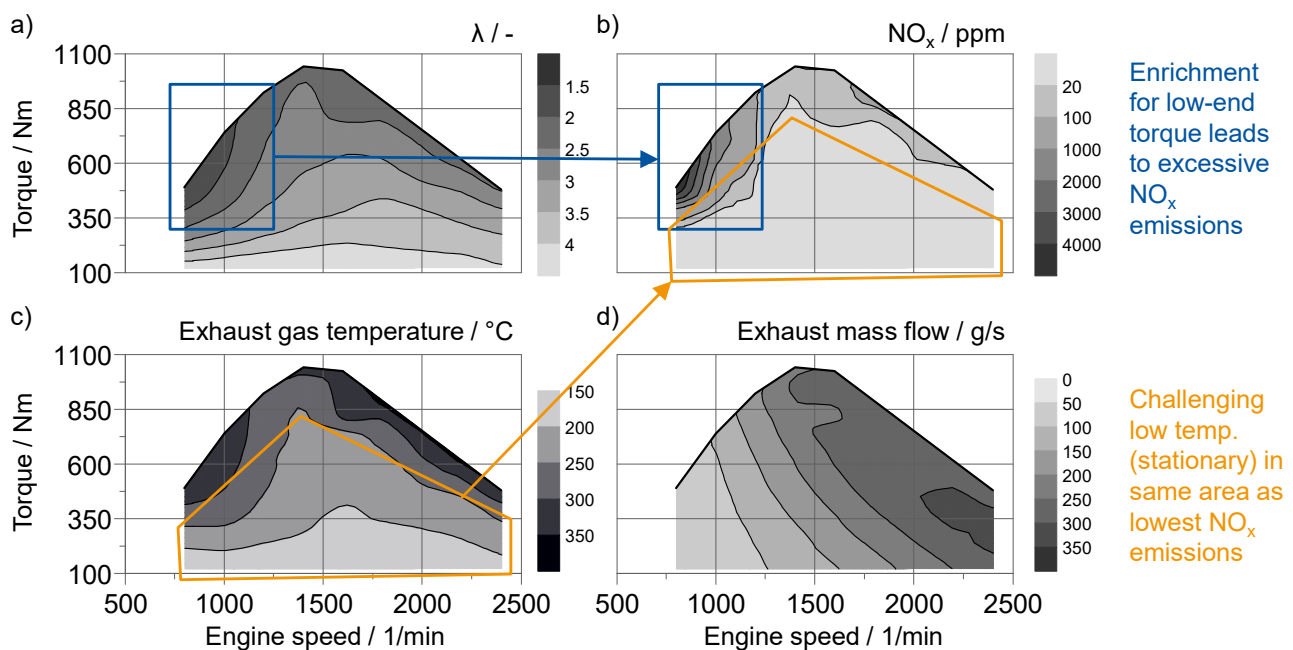 a)
λ / -
1100
850
600
350
100
Torque / Nm
1.5
2
2.5
3
3.5
4
b)
NOx / ppm
20
100
1000
2000
3000
4000
Enrichment
for low-end
torque leads
to excessive
NOx
emissions
c)
Exhaust gas temperature / °C
1100
850
600
350
100
Torque / Nm
500
1000
1500
2000
2500
Engine speed / 1/min
150
200
250
300
350
d)
Exhaust mass flow / g/s
500
1000
1500
2000
2500
Engine speed / 1/min
0
50
100
150
200
250
300
350
Challenging
low temp.
(stationary) in
same area as
lowest NOx
emissions